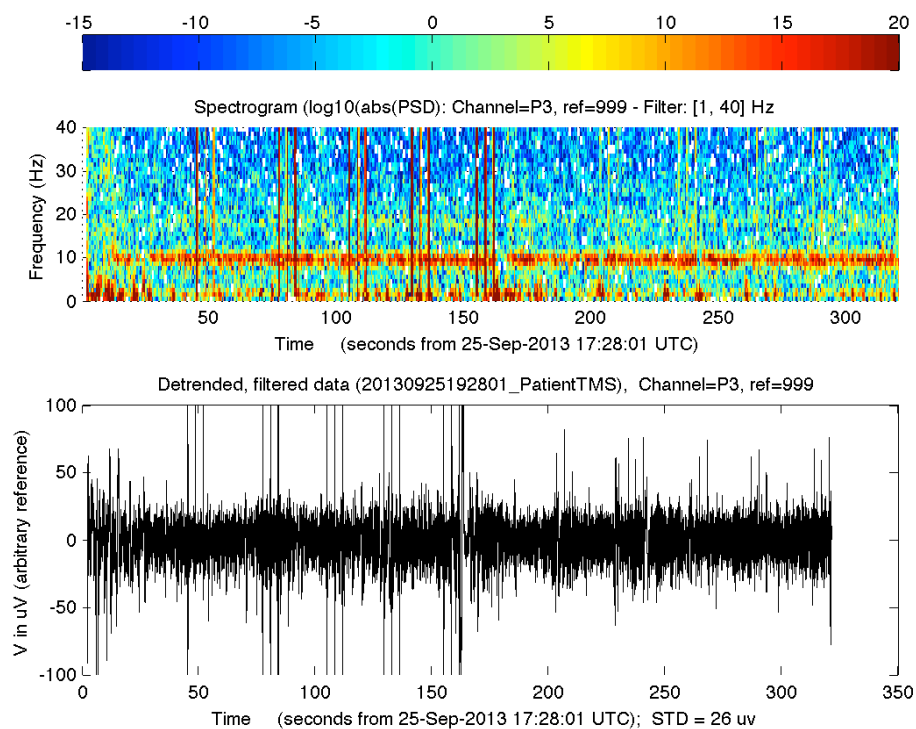 -15 -10 -5 0 5 10 15 20
Spectrogram (log10(abs(PSD): Channel=P3, ref=999 - Filter: [1, 40] Hz
40
30
20
10
0
Frequency (Hz)
50 100 150 200 250 300
Time (seconds from 25-Sep-2013 17:28:01 UTC)
Detrended, filtered data (20130925192801_PatientTMS), Channel=P3, ref=999
100
50
0
-50
-100
V in uV (arbitrary reference)
0 50 100 150 200 250 300 350
Time (seconds from 25-Sep-2013 17:28:01 UTC); STD = 26 uv